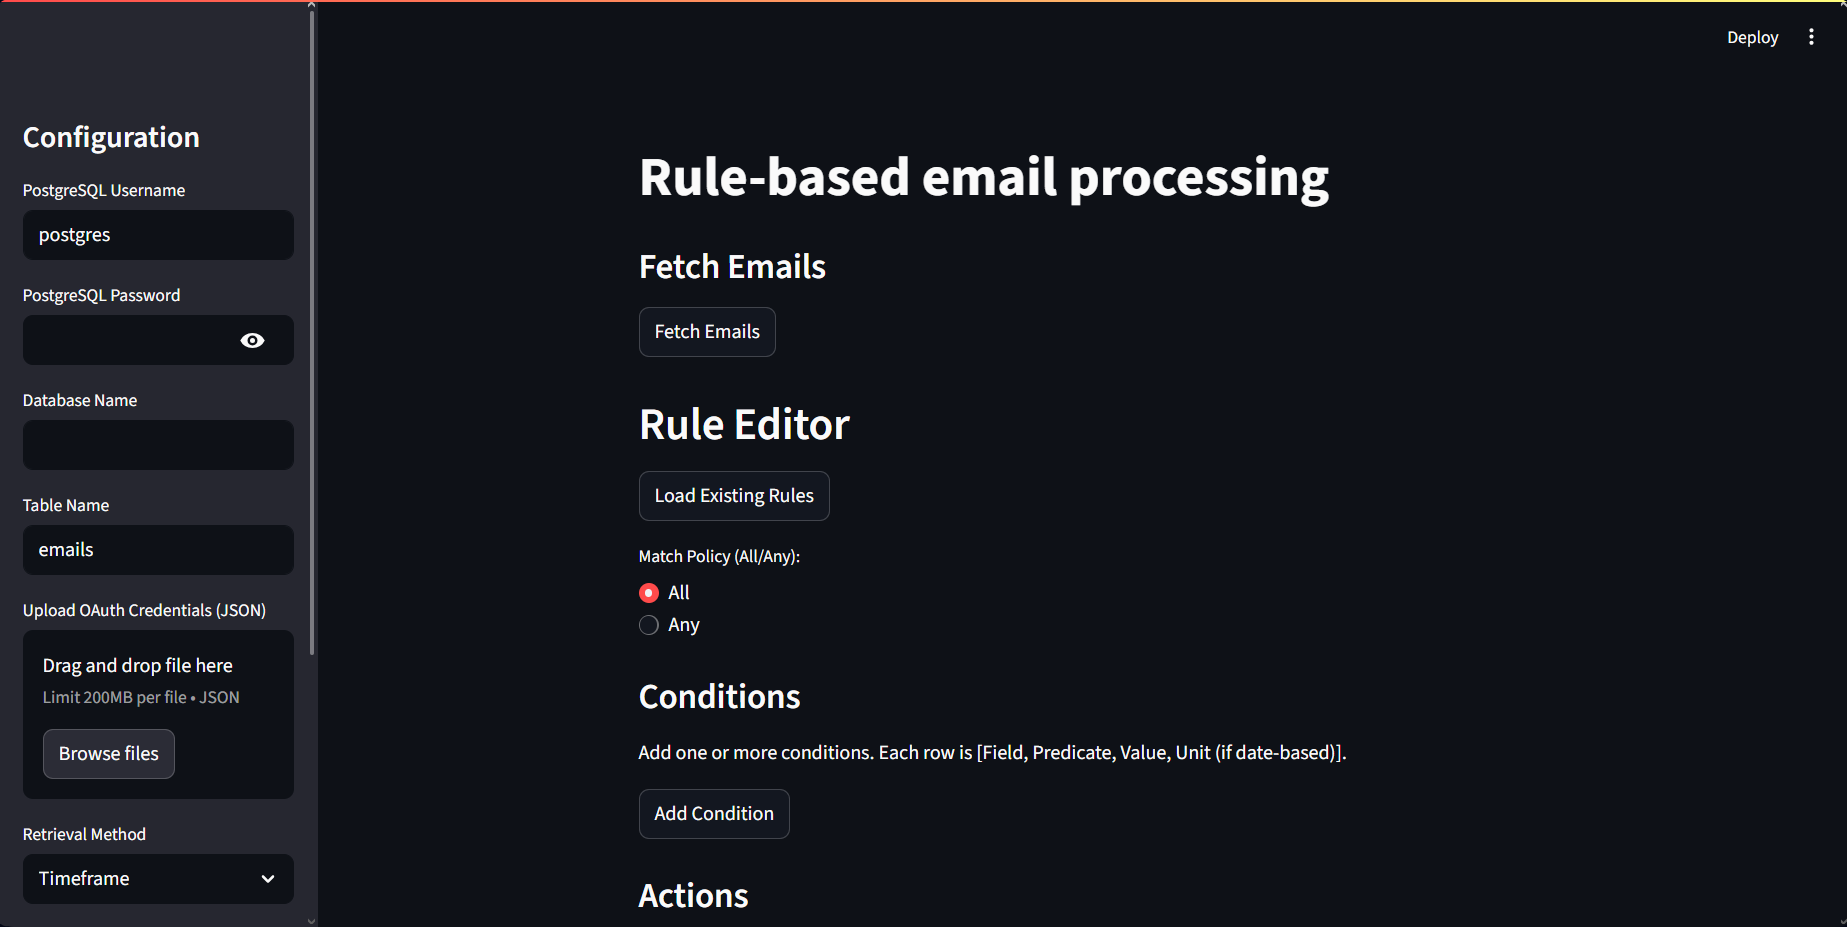 Deploy
Configuration
PostgreSQL Username
postgres
PostgreSQL Password
Database Name
Table Name
emails
Upload OAuth Credentials (JSON)
Drag and drop file here
Limit 200MB per file • JSON
Browse files
Retrieval Method
Timeframe
Rule-based email processing
Fetch Emails
Fetch Emails
Rule Editor
Load Existing Rules
Match Policy (All/Any):
All
Any
Conditions
Add one or more conditions. Each row is [Field, Predicate, Value, Unit (if date-based)].
Add Condition
Actions